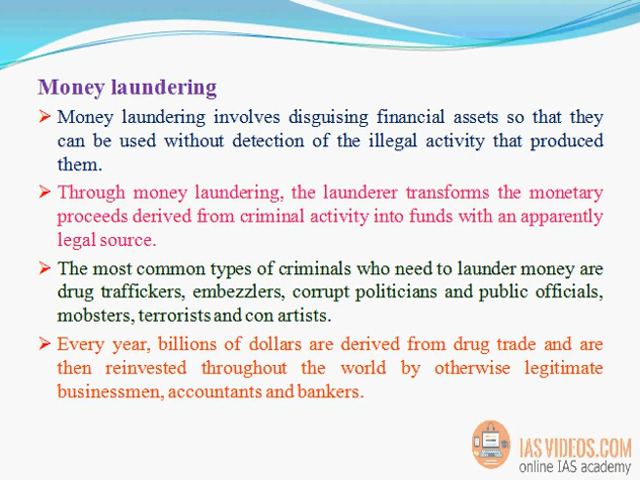 Money laundering
Money laundering involves disguising financial assets so that they
can be used without detection of the illegal activity that produced
them.
Through money laundering, the launderer transforms the monetary
proceeds derived from criminal activity into funds with an apparently
legal source.
The most common types of criminals who need to launder money are
drug traffickers, embezzlers, corrupt politicians and public officials,
mobsters, terrorists and con artists.
Every year, billions of dollars are derived from drug trade and are
then reinvested throughout the world by otherwise legitimate
businessmen, accountants and bankers.
IASVIDEOS.COM
online IAS academy